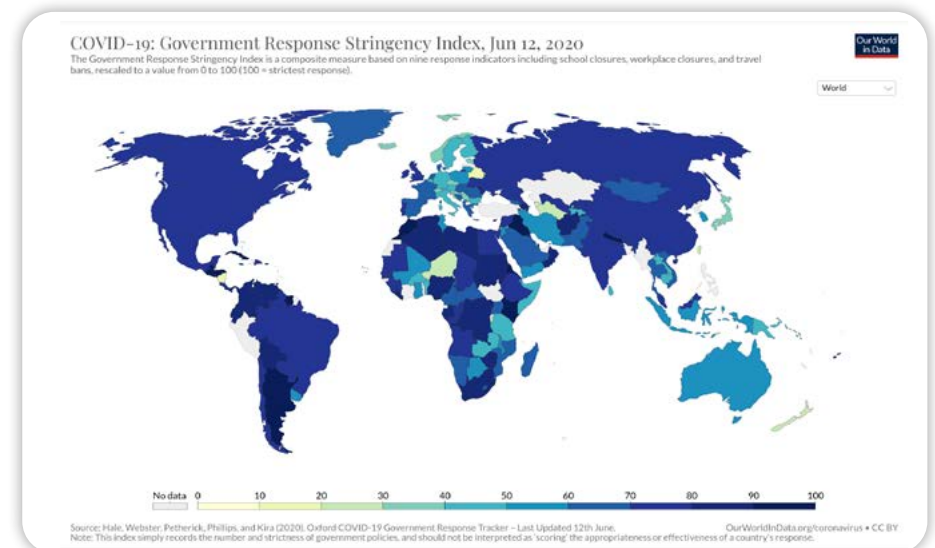 COVID-19: Government Response Stringency Index, Jun 12, 2020
The Government Response Stringency Index is a composite measure based on nine response indicators including school closures, workplace closures, and travel
bans, rescaled to a value from 0 to 100 (100 = strictest response).
Our World
in Data
World
No data 0 10 20 30 40 50 60 70 80 90 100
Source: Hale, Webster, Petherick, Phillips, and Kira (2020). Oxford COVID-19 Government Response Tracker – Last Updated 12th June.
OurWorldInData.org/coronavirus • CC BY
Note: This index simply records the number and strictness of government policies, and should not be interpreted as 'scoring' the appropriateness or effectiveness of a country's response.